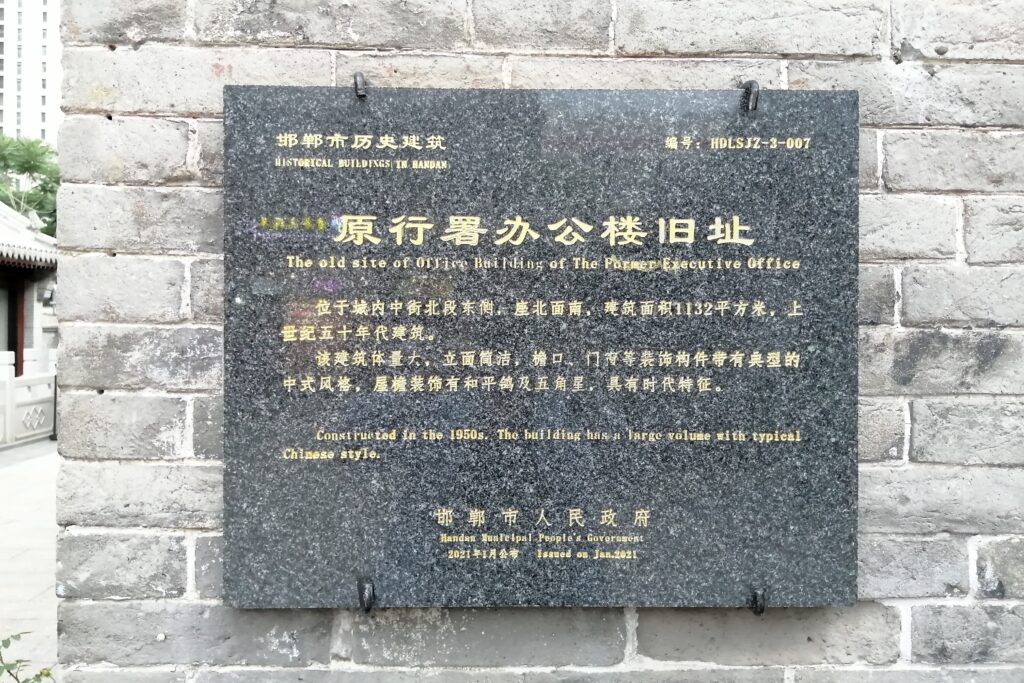 邯郸市历史建筑
编号：HDLSJZ-3-007
HISTORICAL BUILDINGS IN HANDAN
原行署办公楼旧址
The old site of Office Building of The Former Executive Office
位于城内中街北段东侧，座北面南，建筑面积1132平方米，上
世纪五十年代建筑。
该建筑体量大，立面简洁，檐口、门窗等装饰构件带有典型的
中式风格，屋檐装饰有和平鸽及五角星，具有时代特征。
Constructed in the 1950s. The building has a large volume with typical
Chinese style.
邯郸市人民政府
Handan Municipal People's Government
2021年1月公布 Issued on Jan.2021